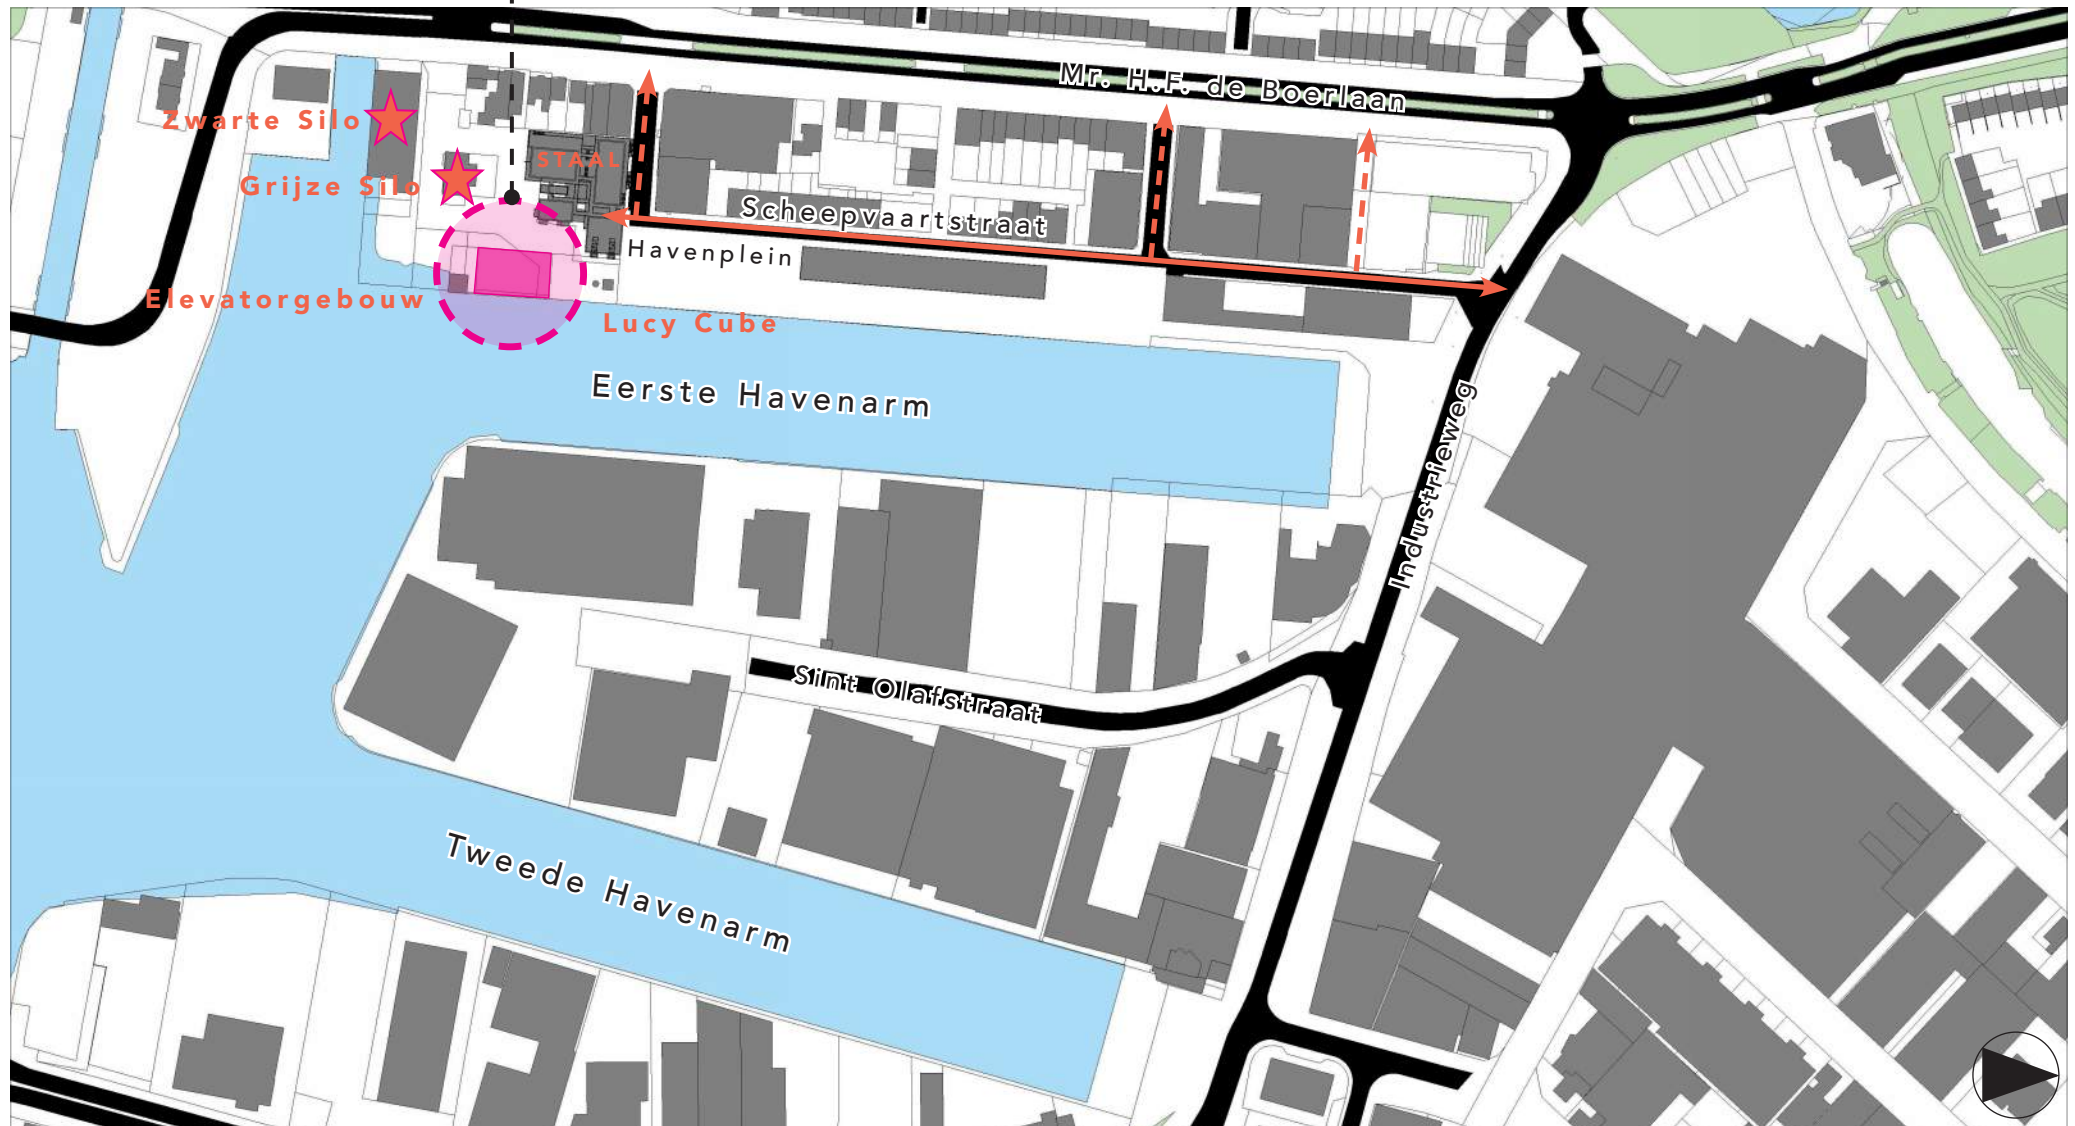 Mr. H.F. de Boerlaan
Zwarte Silo
STAAL
Grijze Silo
Scheepvaartstraat
Havenplein
Elevatorgebouw
Lucy Cube
Eerste Havenarm
Industrieweg
Sint Olafstraat
Tweede Havenarm